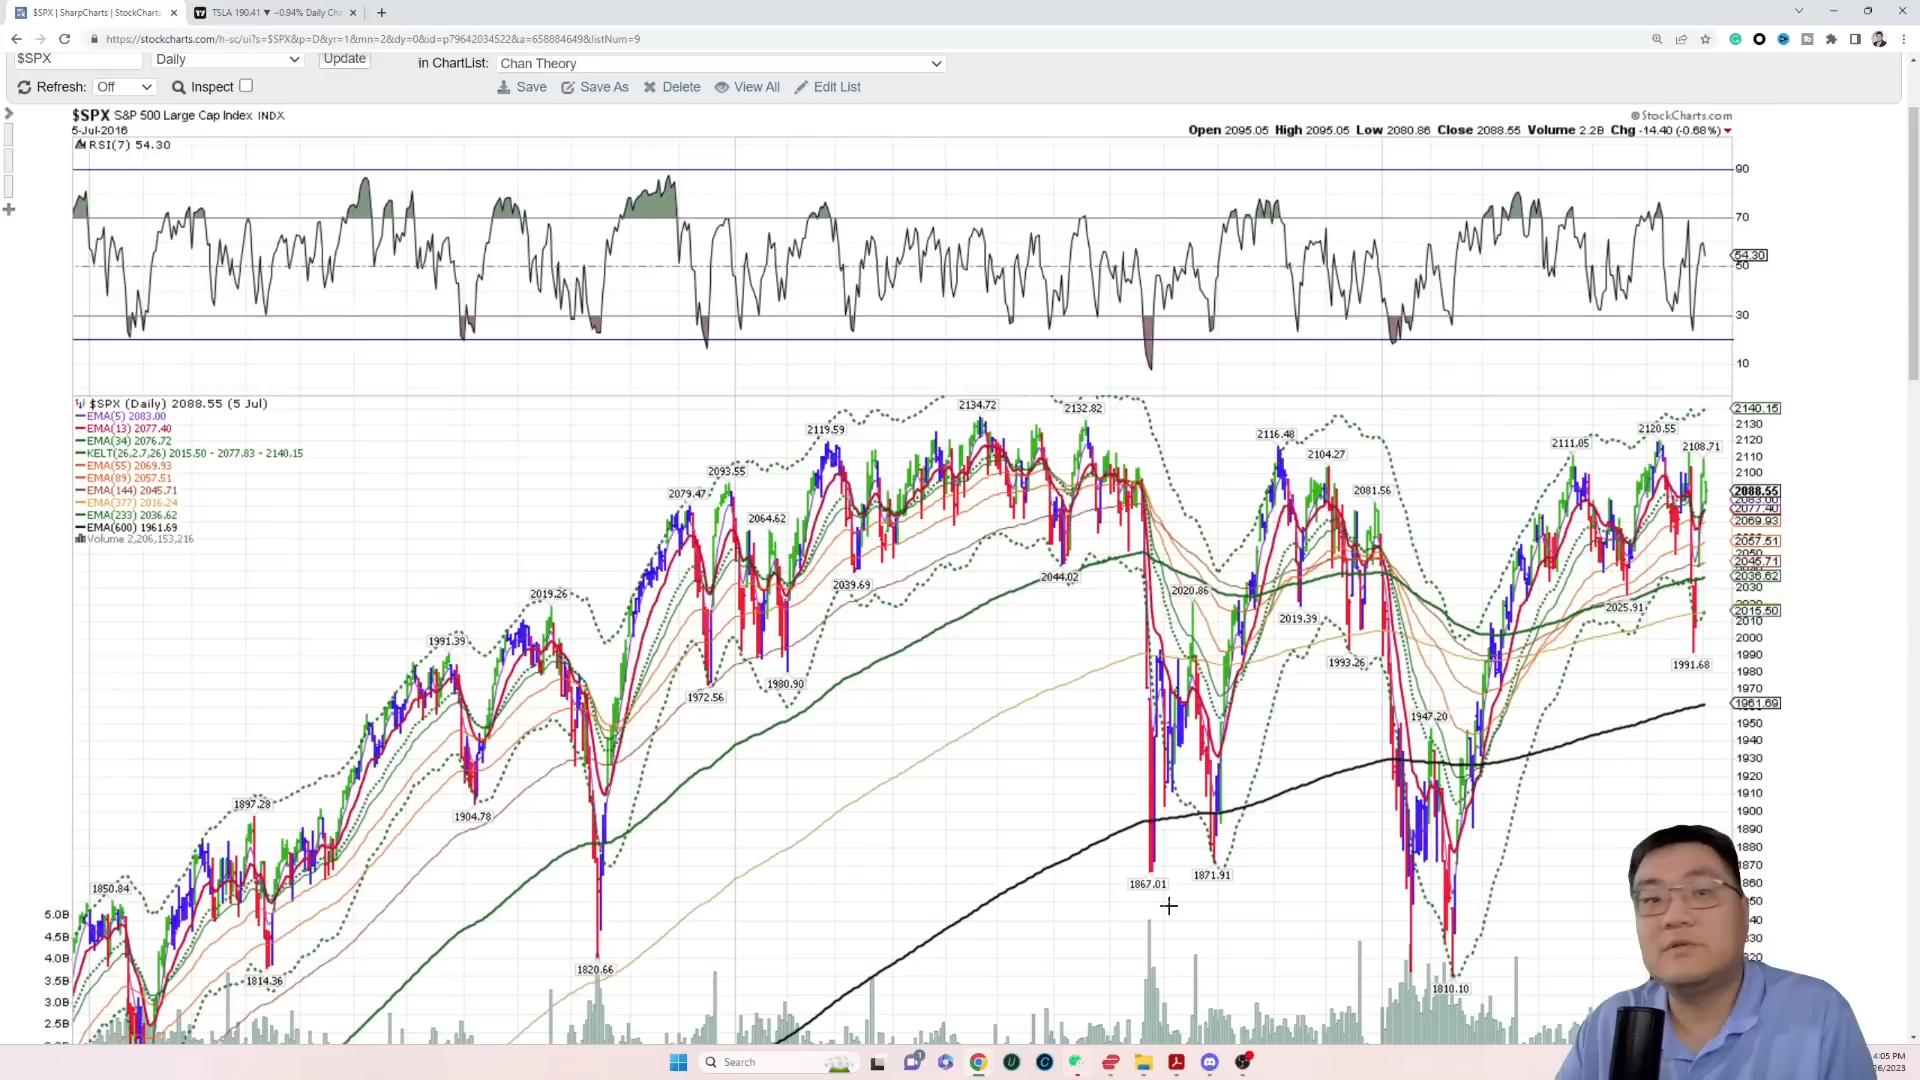 $SPX | SharpCharts | StockCharts
TSLA 190.41 ▼ −0.94% Daily Cha
https://stockcharts.com/h-sc/ui?s=$SPX&p=D&yr=1&mn=2&dy=0&id=p79642034522&a=658884649&listNum=9
$SPX Daily Update in ChartList: Chan Theory
Refresh: Off Inspect Save Save As Delete View All Edit List
$SPX S&P 500 Large Cap Index INDX © StockCharts.com
5-Jul-2016 Open 2095.05 High 2095.05 Low 2080.86 Close 2088.55 Volume 2.2B Chg -14.40 (-0.68%)
RSI(7) 54.30
90
70
54.30
50
30
10
$SPX (Daily) 2088.55 (5 Jul)
EMA(5) 2083.00
EMA(13) 2077.40
EMA(34) 2076.72
KELT(26,2.7,26) 2015.50 - 2077.83 - 2140.15
EMA(55) 2069.93
EMA(89) 2057.51
EMA(144) 2045.71
EMA(377) 2016.24
EMA(233) 2036.62
EMA(600) 1961.69
Volume 2,206,153,216
2134.72
2132.82
2119.59
2116.48
2120.55
2111.05
2108.71
2104.27
2093.55
2079.47
2081.56
2064.62
2039.69
2044.02
2019.26
2020.86
2025.91
2019.39
1991.39
1972.56
1980.90
1993.26
1991.68
1947.20
1897.28
1904.78
1850.84
1867.01
1871.91
1814.36
1820.66
1810.10
2140.15
2130
2120
2110
2100
2088.55
2083.00
2077.40
2069.93
2057.51
2050
2045.71
2036.62
2030
2015.50
2010
2000
1990
1980
1970
1961.69
1950
1940
1930
1920
1910
1900
1890
1880
1870
5.0B
4.5B
4.0B
3.5B
3.0B
2.5B
Search
1
4:05 PM